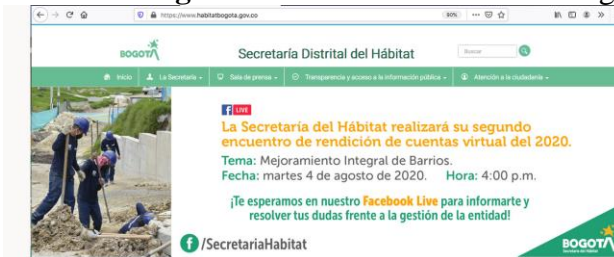 https://www.habitatbogota.gov.co
90%
BOGOTÁ
Secretaría Distrital del Hábitat
Buscar
Inicio
La Secretaría
Sala de prensa
Transparencia y acceso a la información pública
Atención a la ciudadanía
f LIVE
La Secretaría del Hábitat realizará su segundo
encuentro de rendición de cuentas virtual del 2020.
Tema: Mejoramiento Integral de Barrios.
Fecha: martes 4 de agosto de 2020. Hora: 4:00 p.m.
¡Te esperamos en nuestro Facebook Live para informarte y
resolver tus dudas frente a la gestión de la entidad!
f /SecretariaHabitat
BOGOTÁ